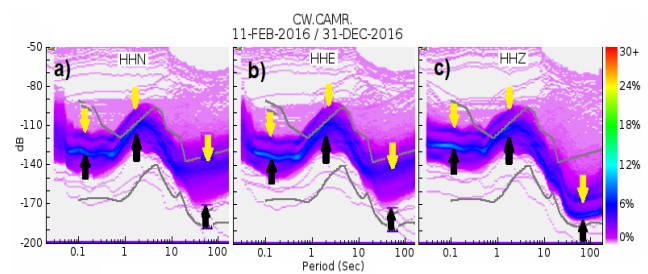 CW.CAMR.
11-FEB-2016 / 31-DEC-2016
a) HHN
b) HHE
c) HHZ
dB
-50
-80
-110
-140
-170
-200
0.1 1 10 100
0.1 1 10 100
0.1 1 10 100
Period (Sec)
30+
24%
18%
12%
6%
0%